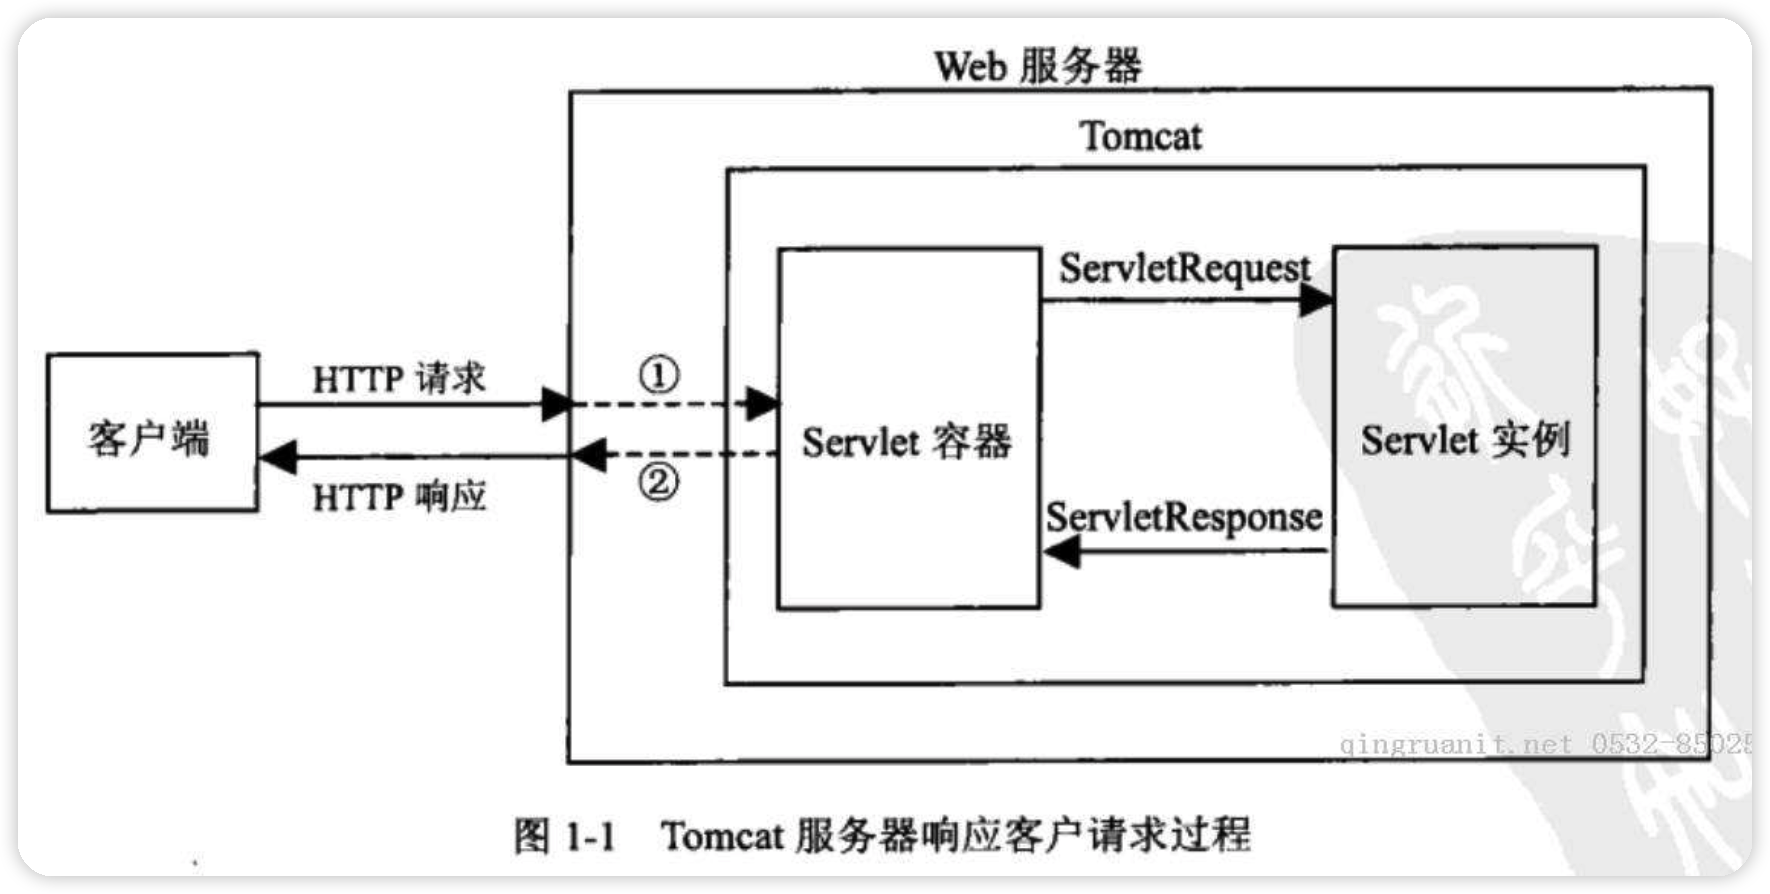 Web 服务器
Tomcat
ServletRequest
HTTP 请求
①
客户端
Servlet 容器
Servlet 实例
②
HTTP 响应
ServletResponse
qingruanit.net 0532-85025
图 1-1 Tomcat 服务器响应客户请求过程